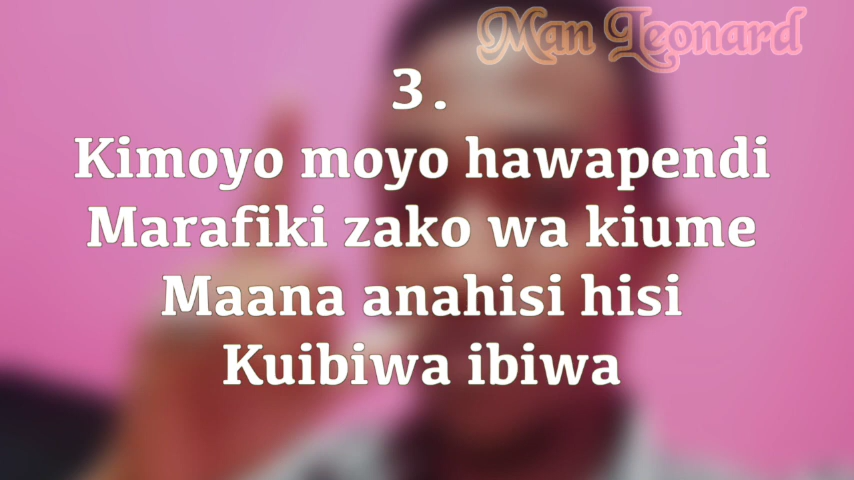 Man Leonard
3.
Kimoyo moyo hawapendi
Marafiki zako wa kiume
Maana anahisi hisi
Kuibiwa ibiwa